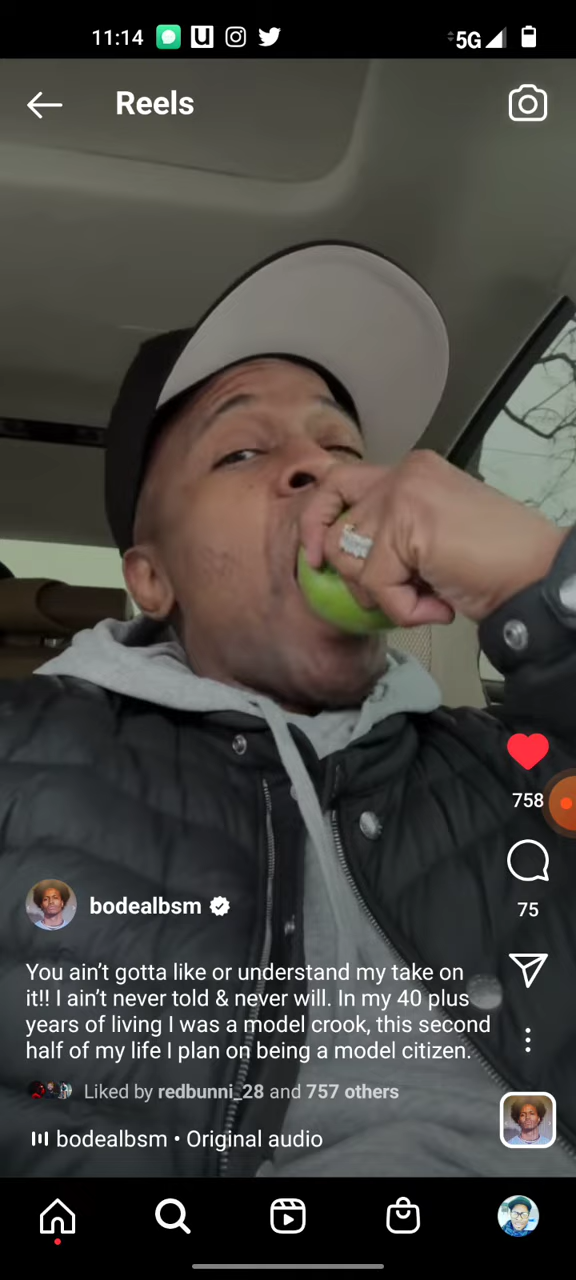 11:14
5G
Reels
758
75
bodealbsm
You ain’t gotta like or understand my take on
it!! I ain’t never told & never will. In my 40 plus
years of living I was a model crook, this second
half of my life I plan on being a model citizen.
Liked by redbunni_28 and 757 others
bodealbsm • Original audio